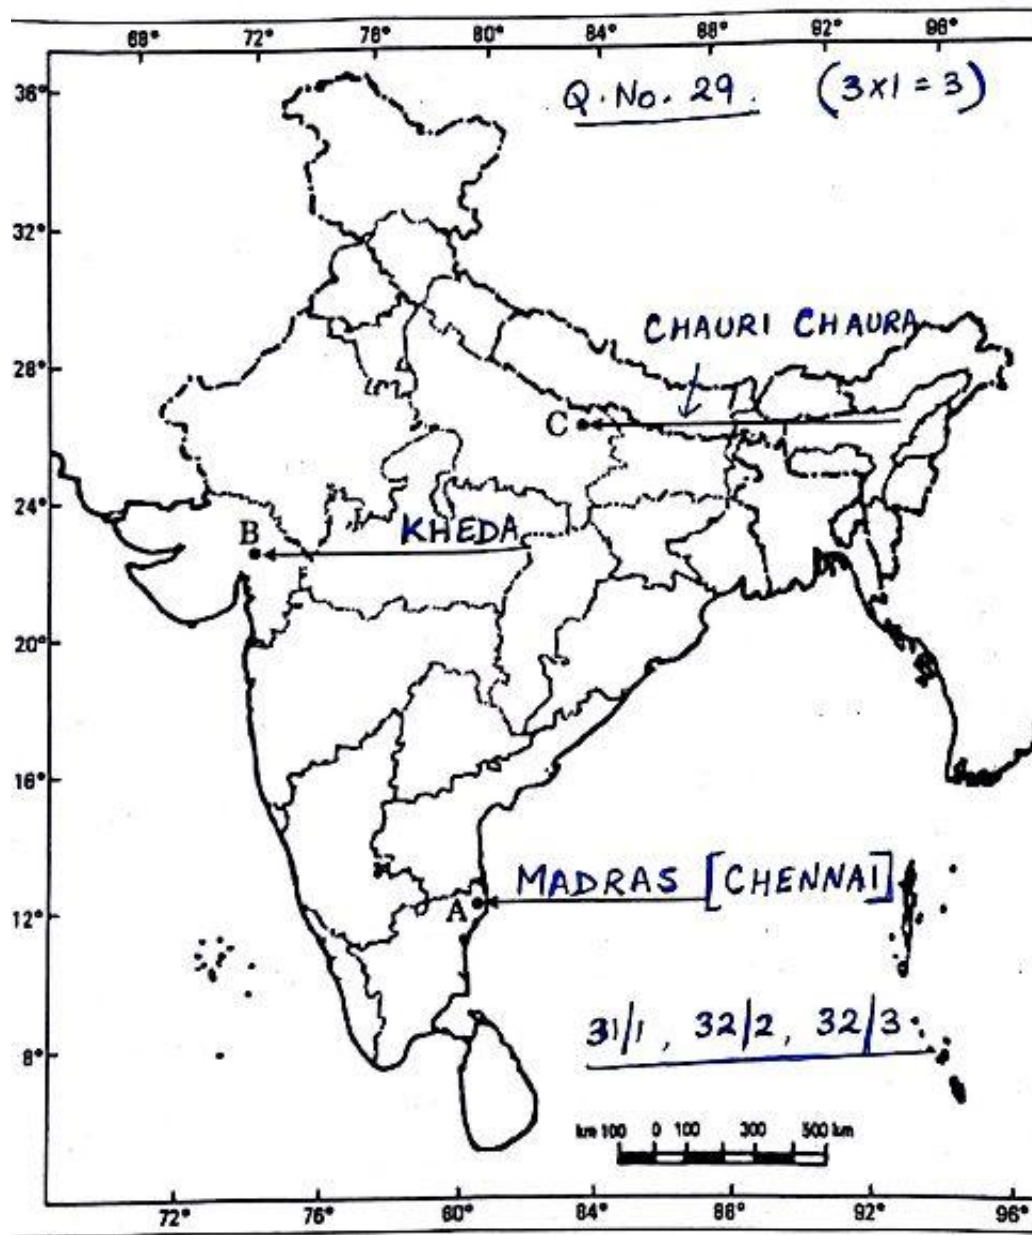 68° 72° 76° 80° 84° 88° 92° 96°
36°
Q. No. 29. (3x1 = 3)
32°
CHAURI CHAURA
28°
C
24°
B KHEDA
20°
16°
MADRAS [CHENNAI]
12°
A
31/1, 32/2, 32/3
8°
km 100 0 100 300 500 km
72° 76° 80° 84° 88° 92° 96°